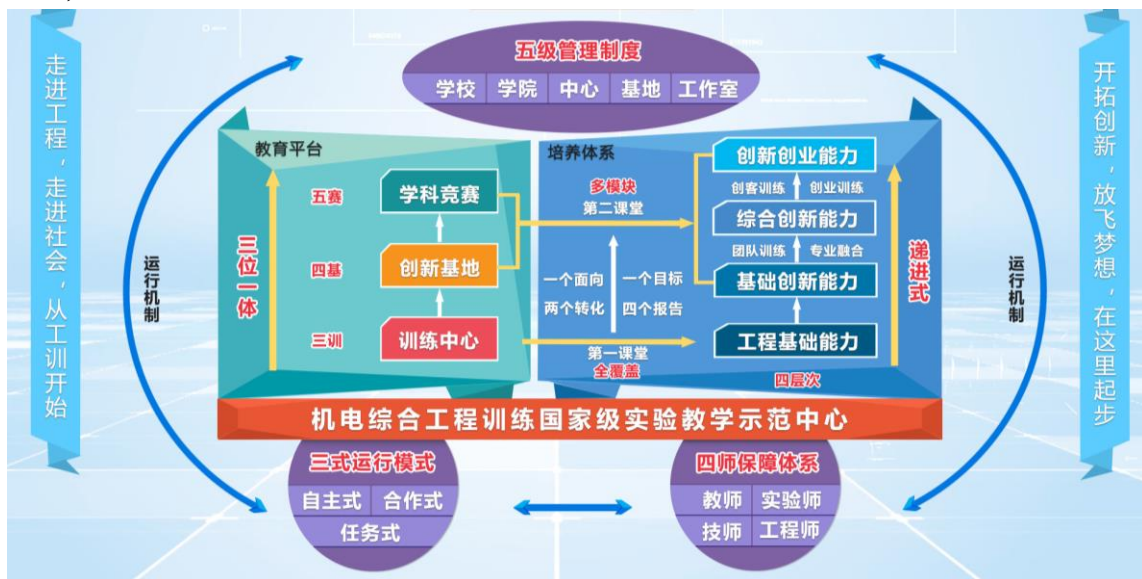 走进工程，走进社会，从工训开始
开拓创新，放飞梦想，在这里起步
五级管理制度
学校 学院 中心 基地 工作室
运行机制
运行机制
教育平台
三位一体
五赛
学科竞赛
四基
创新基地
三训
训练中心
培养体系
多模块
第二课堂
一个面向 一个目标
两个转化 四个报告
第一课堂
全覆盖
创新创业能力
创客训练 创业训练
综合创新能力
团队训练 专业融合
基础创新能力
工程基础能力
四层次
递进式
机电综合工程训练国家级实验教学示范中心
三式运行模式
自主式 合作式
任务式
四师保障体系
教师 实验师
技师 工程师